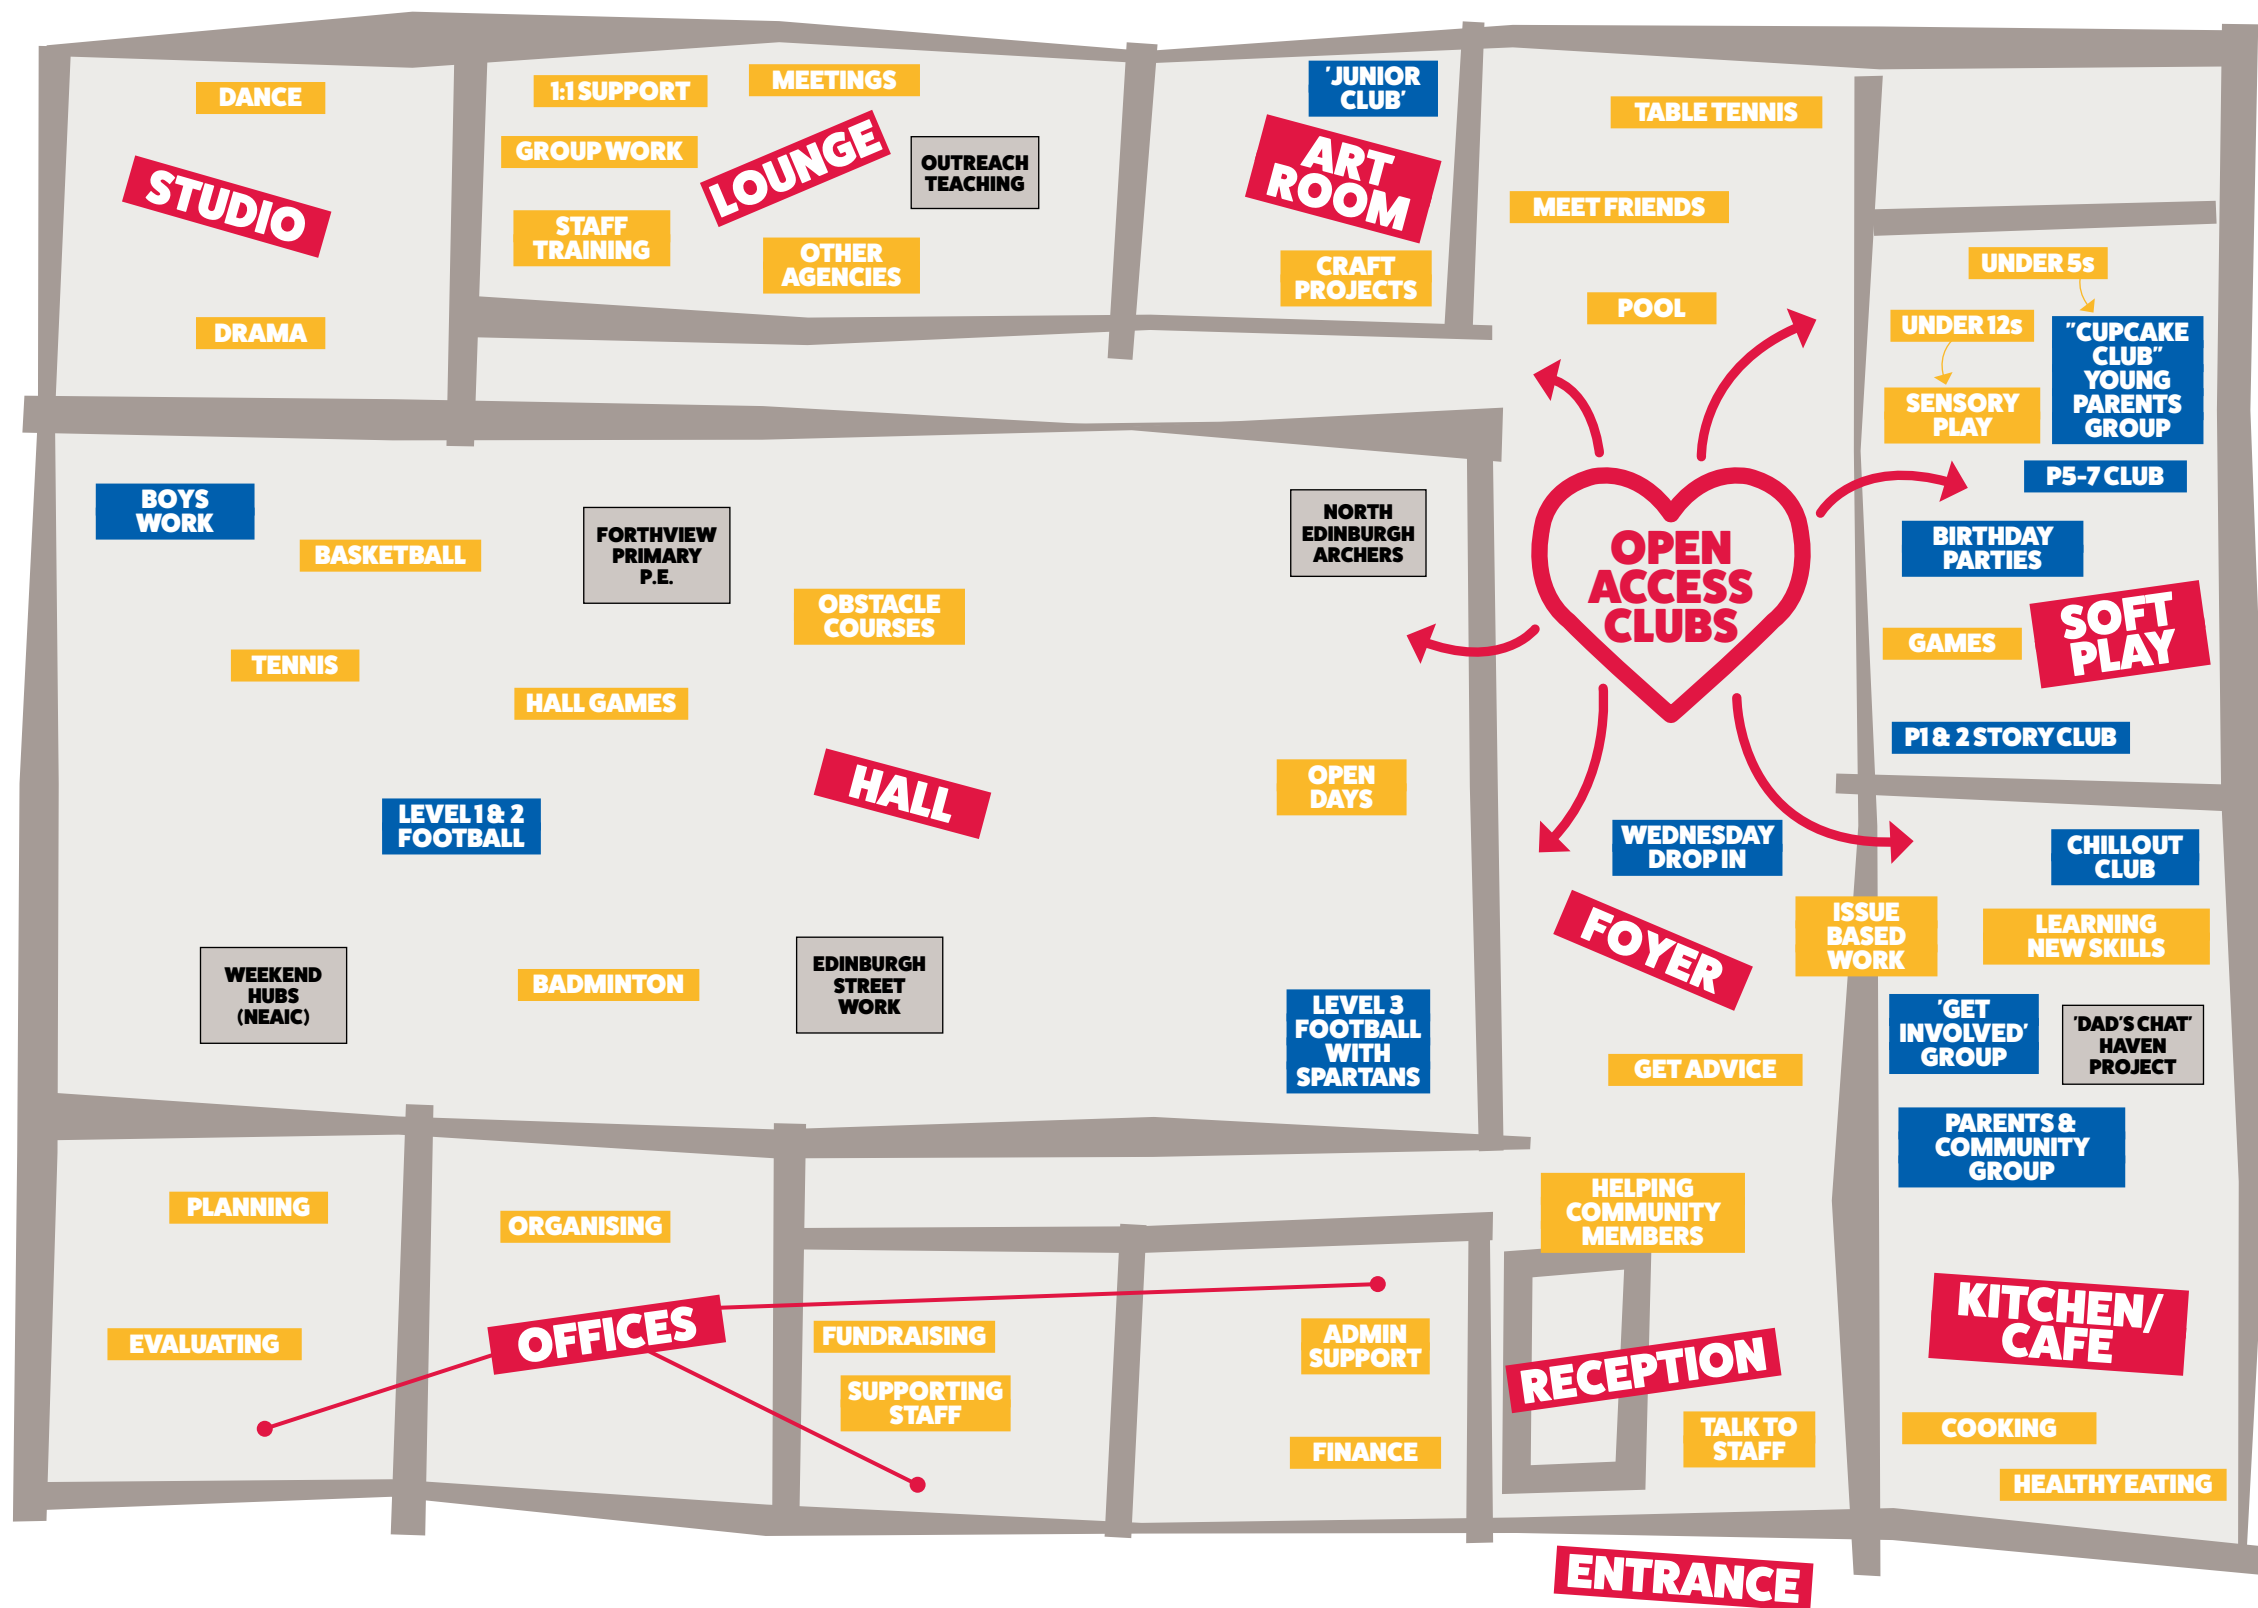 DANCE
STUDIO
DRAMA
1:1 SUPPORT
MEETINGS
GROUP WORK
LOUNGE
OUTREACH
TEACHING
STAFF
TRAINING
OTHER
AGENCIES
'JUNIOR
CLUB'
ART
ROOM
CRAFT
PROJECTS
TABLE TENNIS
MEET FRIENDS
POOL
UNDER 5s
UNDER 12s
"CUPCAKE
CLUB"
YOUNG
PARENTS
GROUP
SENSORY
PLAY
P5-7 CLUB
BIRTHDAY
PARTIES
SOFT
PLAY
GAMES
P1 & 2 STORY CLUB
OPEN
ACCESS
CLUBS
BOYS
WORK
BASKETBALL
FORTHVIEW
PRIMARY
P.E.
NORTH
EDINBURGH
ARCHERS
OBSTACLE
COURSES
TENNIS
HALL GAMES
HALL
OPEN
DAYS
LEVEL 1 & 2
FOOTBALL
WEEKEND
HUBS
(NEAIC)
BADMINTON
EDINBURGH
STREET
WORK
LEVEL 3
FOOTBALL
WITH
SPARTANS
WEDNESDAY
DROP IN
FOYER
ISSUE
BASED
WORK
GET ADVICE
HELPING
COMMUNITY
MEMBERS
CHILLOUT
CLUB
LEARNING
NEW SKILLS
'GET
INVOLVED'
GROUP
'DAD'S CHAT'
HAVEN
PROJECT
PARENTS &
COMMUNITY
GROUP
KITCHEN/
CAFE
COOKING
HEALTHY EATING
PLANNING
EVALUATING
ORGANISING
OFFICES
FUNDRAISING
SUPPORTING
STAFF
ADMIN
SUPPORT
FINANCE
RECEPTION
TALK TO
STAFF
ENTRANCE